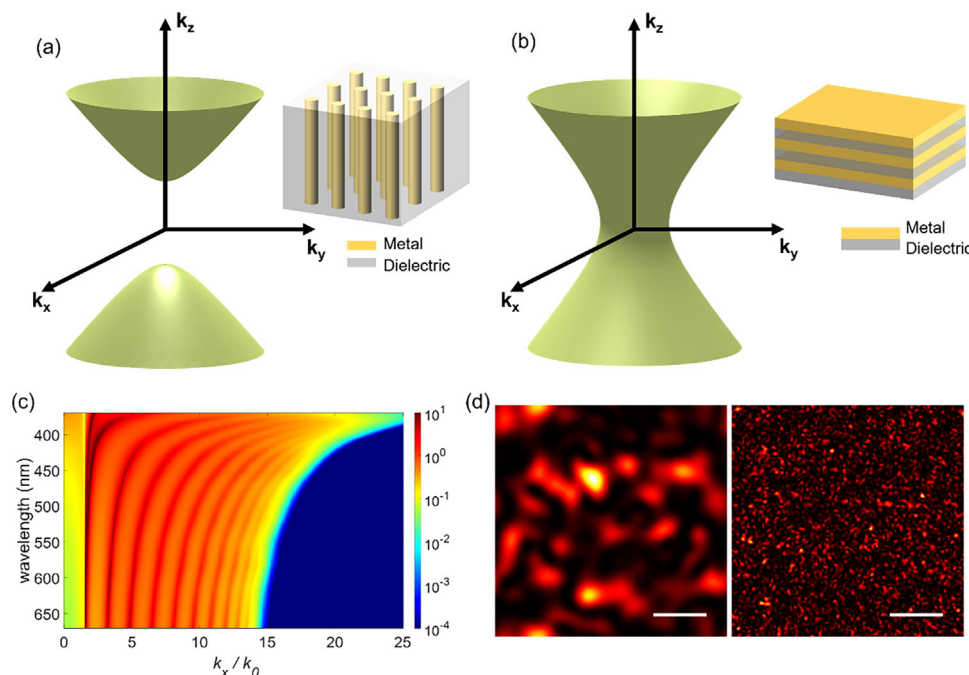 (a)
k_z
k_y
k_x
Metal
Dielectric
(b)
k_z
k_y
k_x
Metal
Dielectric
(c)
wavelength (nm)
400
450
500
550
600
650
0
5
10
15
20
25
k_x / k_0
10^1
10^0
10^-1
10^-2
10^-3
10^-4
(d)